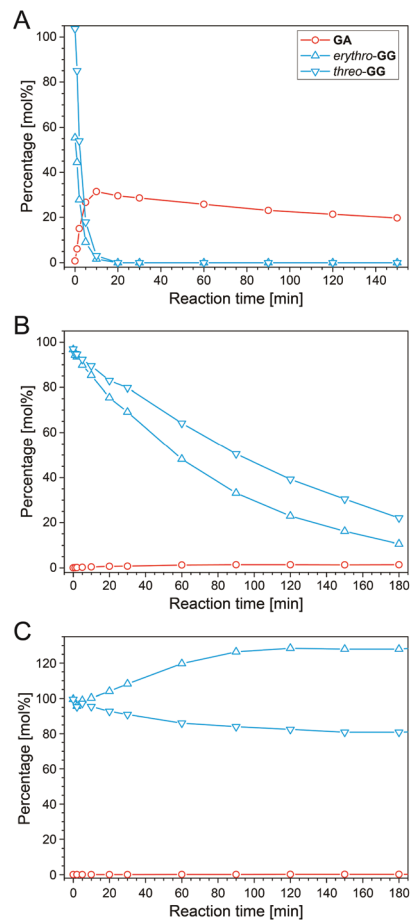 A
GA
erythro-GG
threo-GG
Percentage [mol%]
100
80
60
40
20
0
0 20 40 60 80 100 120 140
Reaction time [min]
B
Percentage [mol%]
100
80
60
40
20
0
0 20 40 60 80 100 120 140 160 180
Reaction time [min]
C
Percentage [mol%]
120
100
80
60
40
20
0
0 20 40 60 80 100 120 140 160 180
Reaction time [min]